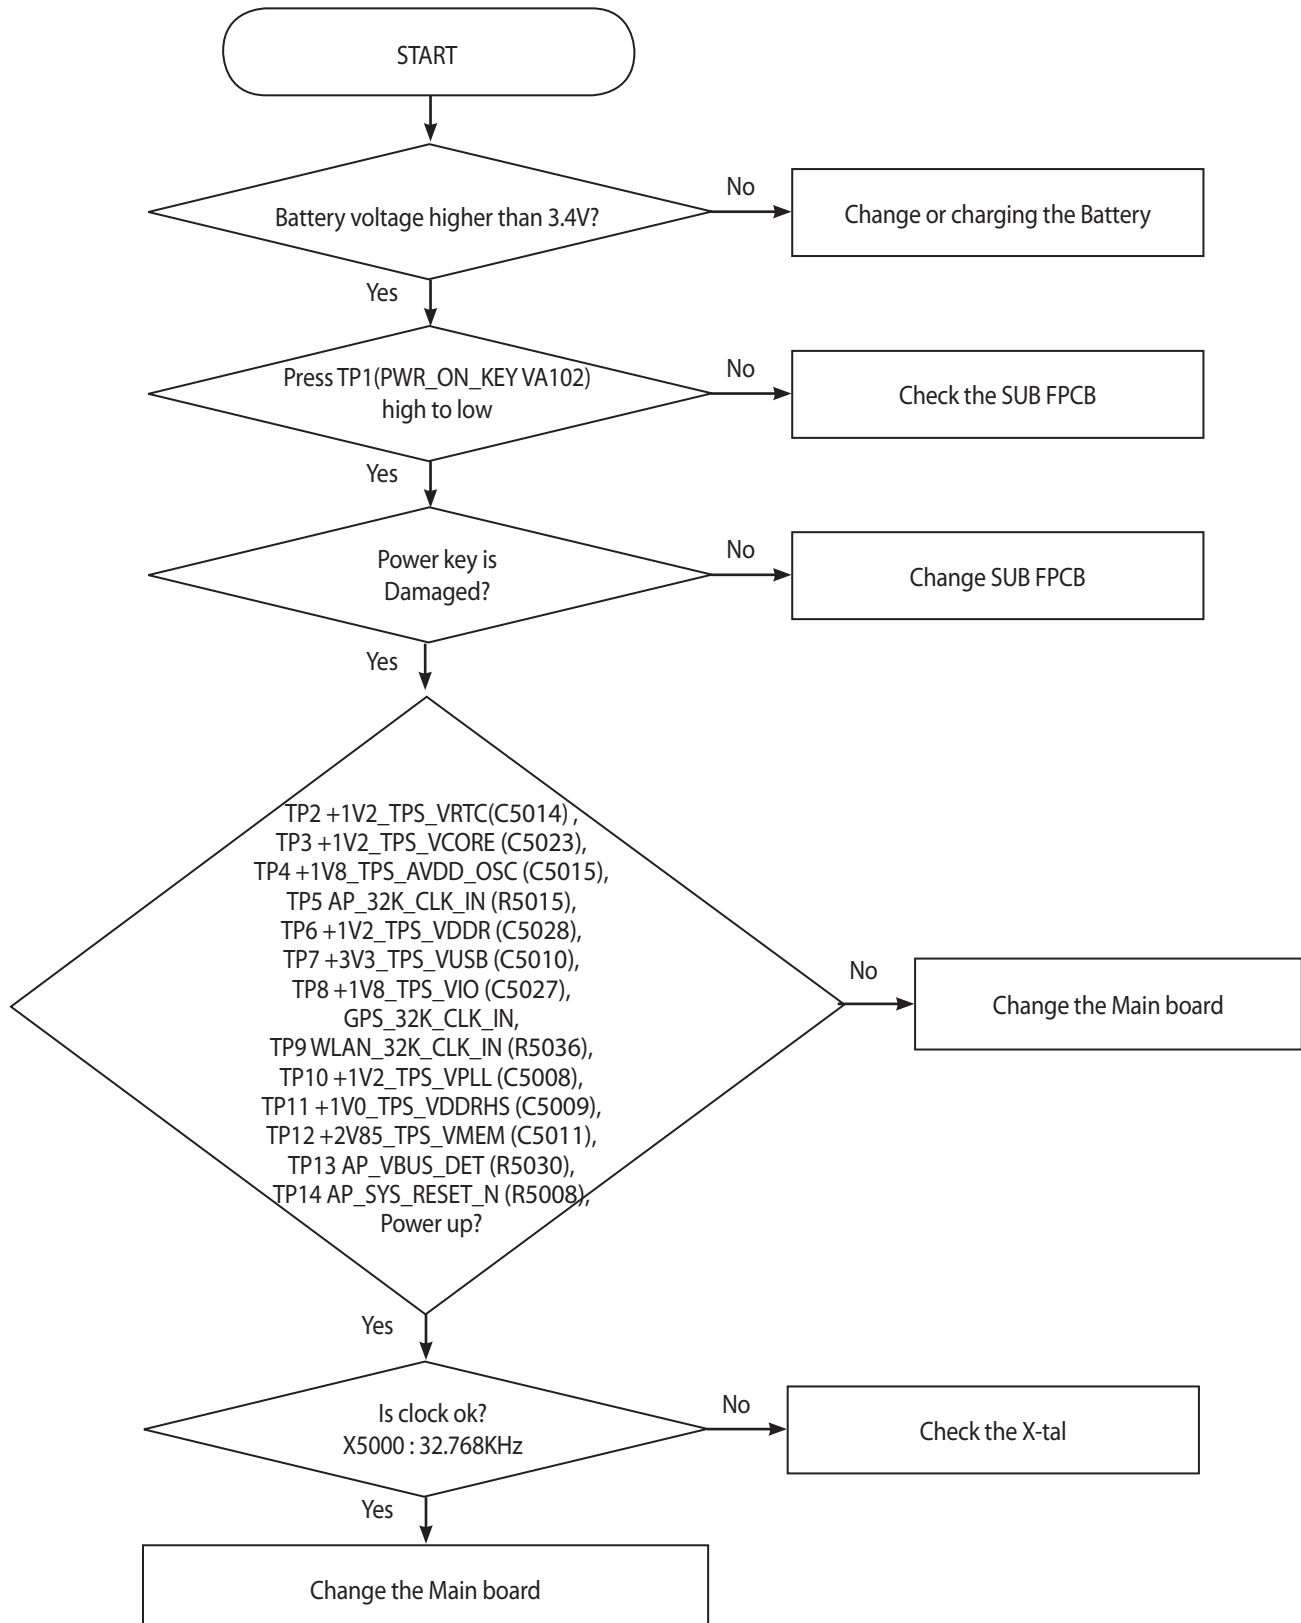 START
Battery voltage higher than 3.4V?
No
Change or charging the Battery
Yes
Press TP1(PWR_ON_KEY VA102)
high to low
No
Check the SUB FPCB
Yes
Power key is
Damaged?
No
Change SUB FPCB
Yes
TP2 +1V2_TPS_VRTC(C5014) ,
TP3 +1V2_TPS_VCORE (C5023),
TP4 +1V8_TPS_AVDD_OSC (C5015),
TP5 AP_32K_CLK_IN (R5015),
TP6 +1V2_TPS_VDDR (C5028),
TP7 +3V3_TPS_VUSB (C5010),
TP8 +1V8_TPS_VIO (C5027),
GPS_32K_CLK_IN,
TP9 WLAN_32K_CLK_IN (R5036),
TP10 +1V2_TPS_VPLL (C5008),
TP11 +1V0_TPS_VDDRHS (C5009),
TP12 +2V85_TPS_VMEM (C5011),
TP13 AP_VBUS_DET (R5030),
TP14 AP_SYS_RESET_N (R5008),
Power up?
No
Change the Main board
Yes
Is clock ok?
X5000 : 32.768KHz
No
Check the X-tal
Yes
Change the Main board